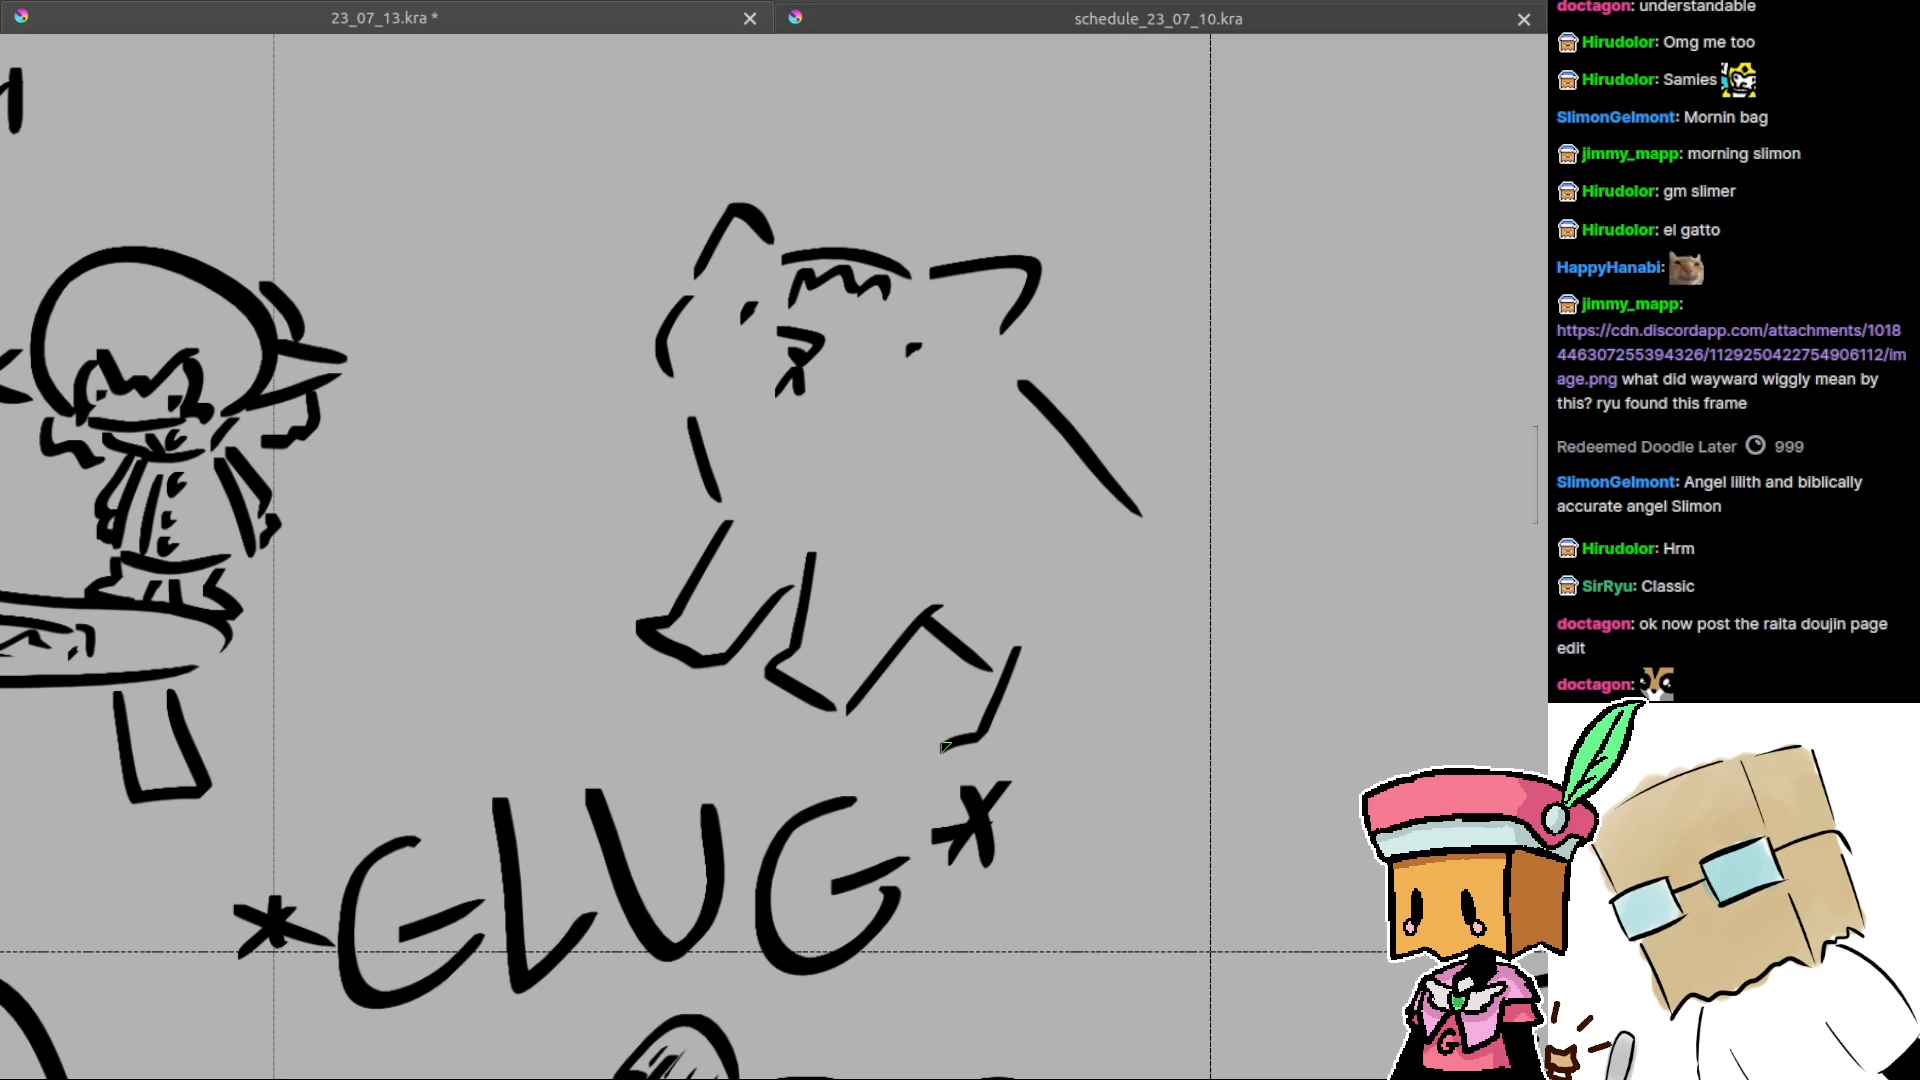 23_07_13.kra *
schedule_23_07_10.kra
doctagon: understandable
Hirudolor: Omg me too
Hirudolor: Samies
SlimonGelmont: Mornin bag
jimmy_mapp: morning slimon
Hirudolor: gm slimer
Hirudolor: el gatto
HappyHanabi:
jimmy_mapp:
https://cdn.discordapp.com/attachments/1018
446307255394326/1129250422754906112/im
age.png what did wayward wiggly mean by
this? ryu found this frame
Redeemed Doodle Later 999
SlimonGelmont: Angel lilith and biblically
accurate angel Slimon
Hirudolor: Hrm
SirRyu: Classic
doctagon: ok now post the raita doujin page
edit
doctagon:
*GLUG*
G